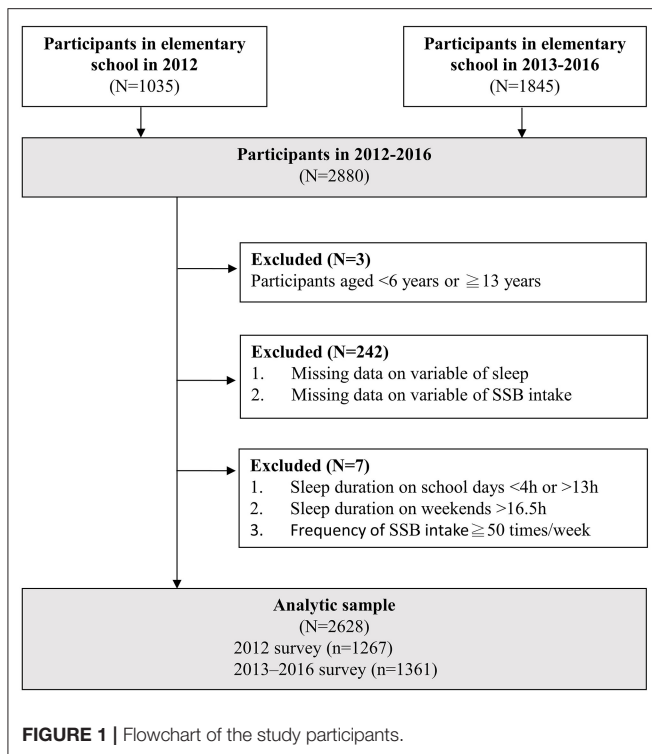 Participants in elementary
school in 2012
(N=1035)
Participants in elementary
school in 2013-2016
(N=1845)
Participants in 2012-2016
(N=2880)
Excluded (N=3)
Participants aged <6 years or ≧13 years
Excluded (N=242)
1. Missing data on variable of sleep
2. Missing data on variable of SSB intake
Excluded (N=7)
1. Sleep duration on school days <4h or >13h
2. Sleep duration on weekends >16.5h
3. Frequency of SSB intake≧50 times/week
Analytic sample
(N=2628)
2012 survey (n=1267)
2013–2016 survey (n=1361)
FIGURE 1 | Flowchart of the study participants.